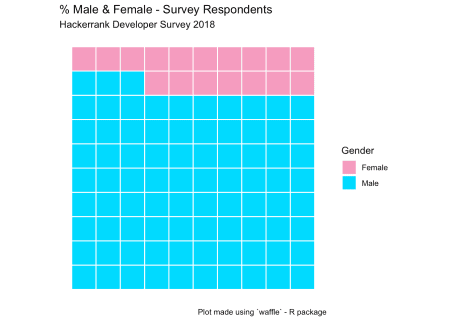 % Male & Female - Survey Respondents
Hackerrank Developer Survey 2018
Gender
Female
Male
Plot made using `waffle` - R package